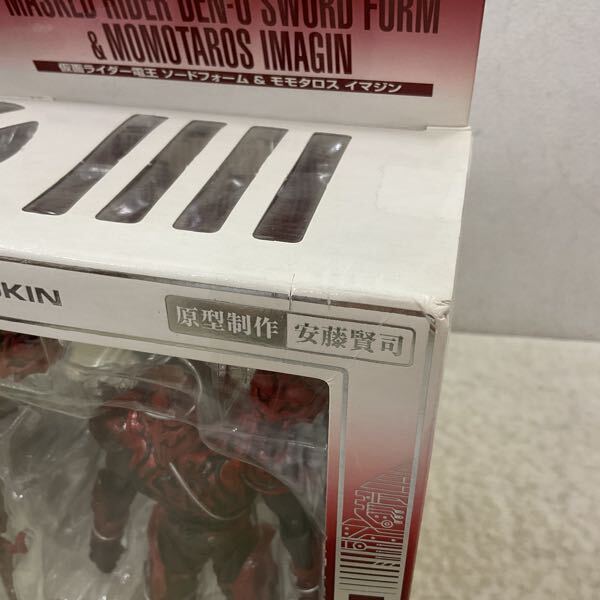 MASKED RIDER DEN-O SWORD FORM
& MOMOTAROS IMAGIN
仮面ライダー電王 ソードフォーム & モモタロス イマジン
原型制作 安藤賢司